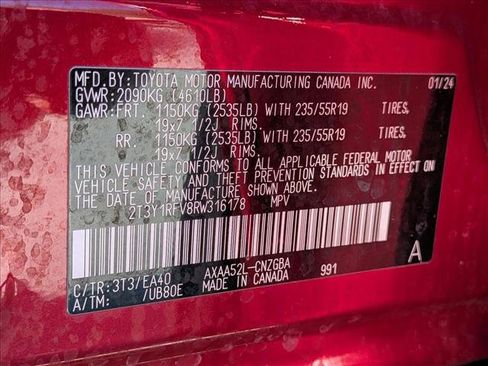 MFD. BY: TOYOTA MOTOR MANUFACTURING CANADA INC. 01/24
GVWR: 2090KG (4610LB)
GAWR: FRT. 1150KG (2535LB) WITH 235/55R19 TIRES,
19x7 1/2J RIMS.
RR. 1150KG (2535LB) WITH 235/55R19 TIRES,
19x7 1/2J RIMS.
THIS VEHICLE CONFORMS TO ALL APPLICABLE FEDERAL MOTOR
VEHICLE SAFETY AND THEFT PREVENTION STANDARDS IN EFFECT ON
THE DATE OF MANUFACTURE SHOWN ABOVE.
2T3Y1RFV8RW316178 MPV
C/TR: 3T3/EA40 AXAA52L-CNZGBA 991 A
A/TM: /UB80E MADE IN CANADA